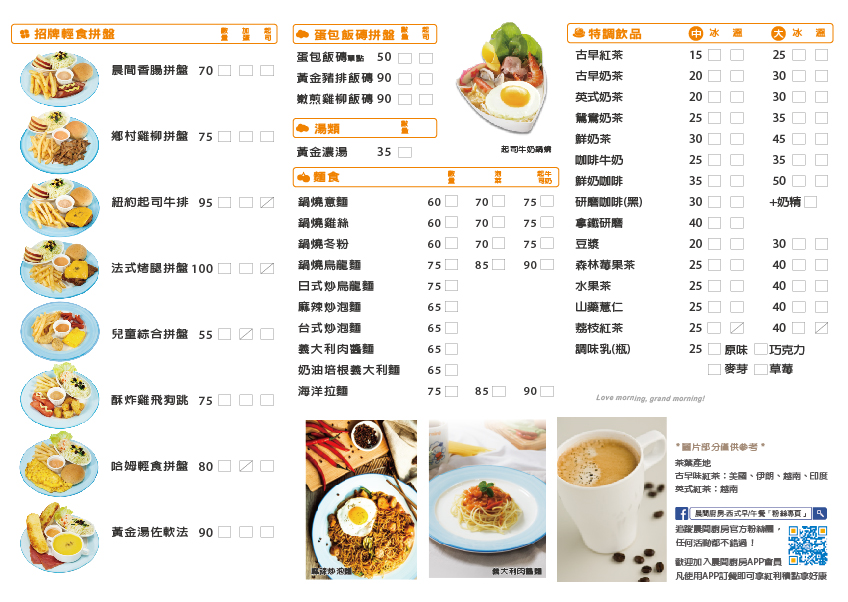 招牌輕食拼盤 數量 加蛋 起司
晨間香腸拼盤 70
鄉村雞柳拼盤 75
紐約起司牛排 95
法式烤腿拼盤 100
兒童綜合拼盤 55
酥炸雞飛狗跳 75
哈姆輕食拼盤 80
黃金湯佐軟法 90
蛋包飯磚拼盤 數量 起司
蛋包飯磚單點 50
黃金豬排飯磚 90
嫩煎雞柳飯磚 90
湯類 數量
黃金濃湯 35
起司牛奶鍋燒
麵食 數量 泡菜 起司牛奶
鍋燒意麵 60 70 75
鍋燒雞絲 60 70 75
鍋燒冬粉 60 70 75
鍋燒烏龍麵 75 85 90
日式炒烏龍麵 75
麻辣炒泡麵 65
台式炒泡麵 65
義大利肉醬麵 65
奶油培根義大利麵 65
海洋拉麵 75 85 90
麻辣炒泡麵
義大利肉醬麵
特調飲品 中 冰 溫 大 冰 溫
古早紅茶 15 25
古早奶茶 20 30
英式奶茶 20 30
鴛鴦奶茶 25 35
鮮奶茶 30 45
咖啡牛奶 25 35
鮮奶咖啡 35 50
研磨咖啡(黑) 30 +奶精
拿鐵研磨 40
豆漿 20 30
森林莓果茶 25 40
水果茶 25 40
山藥薏仁 25 40
荔枝紅茶 25 40
調味乳(瓶) 25 原味 巧克力
麥芽 草莓
Love morning, grand morning!
*圖片部分僅供參考*
茶葉產地
古早味紅茶：美國、伊朗、越南、印度
英式紅茶：越南
晨間廚房-西式早/午餐「粉絲專頁」
追蹤晨間廚房官方粉絲團，
任何活動都不錯過！
歡迎加入晨間廚房APP會員
凡使用APP訂餐即可拿紅利積點拿好康